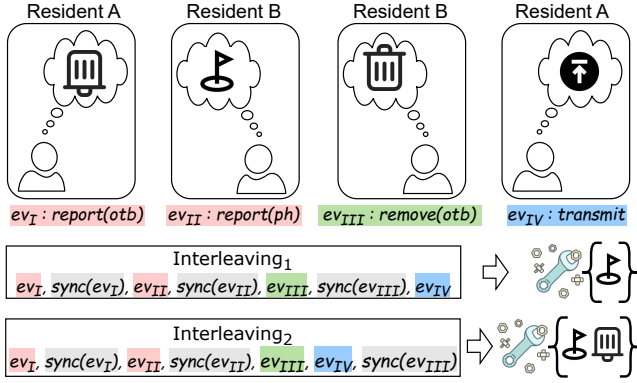 Resident A
Resident B
Resident B
Resident A
ev_I : report(otb)
ev_II : report(ph)
ev_III : remove(otb)
ev_IV : transmit
Interleaving_1
ev_I, sync(ev_I), ev_II, sync(ev_II), ev_III, sync(ev_III), ev_IV
Interleaving_2
ev_I, sync(ev_I), ev_II, sync(ev_II), ev_III, ev_IV, sync(ev_III)